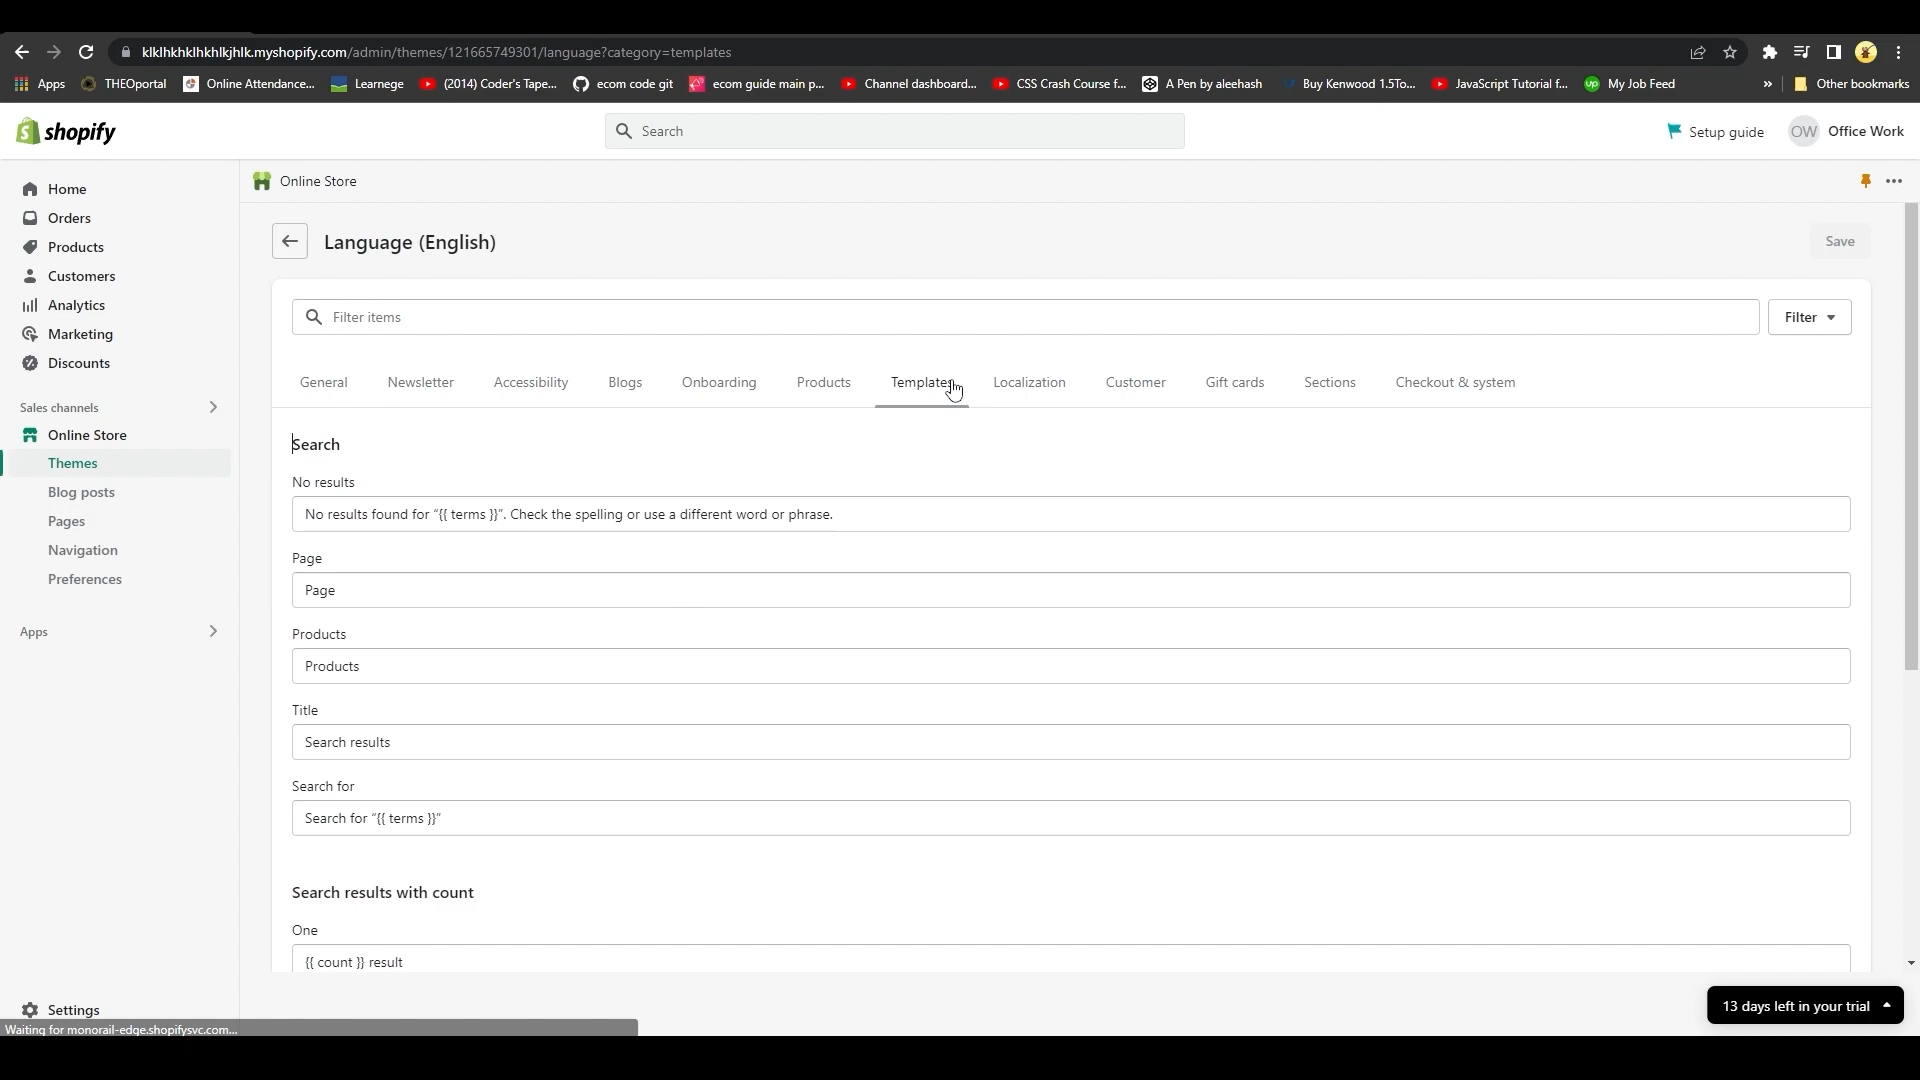 klklhkhklhkhlkjhlk.myshopify.com/admin/themes/121665749301/language?category=templates
Apps THEOportal Online Attendance... Learnege (2014) Coder's Tape... ecom code git ecom guide main p... Channel dashboard... CSS Crash Course f... A Pen by aleehash Buy Kenwood 1.5To... JavaScript Tutorial f... My Job Feed » Other bookmarks
shopify Search Setup guide OW Office Work
Home
Orders
Products
Customers
Analytics
Marketing
Discounts
Sales channels
Online Store
Themes
Blog posts
Pages
Navigation
Preferences
Apps
Settings
Online Store
Language (English) Save
Filter items Filter
General Newsletter Accessibility Blogs Onboarding Products Templates Localization Customer Gift cards Sections Checkout & system
Search
No results
No results found for “{{ terms }}”. Check the spelling or use a different word or phrase.
Page
Page
Products
Products
Title
Search results
Search for
Search for “{{ terms }}”
Search results with count
One
{{ count }} result
13 days left in your trial
Waiting for monorail-edge.shopifysvc.com...